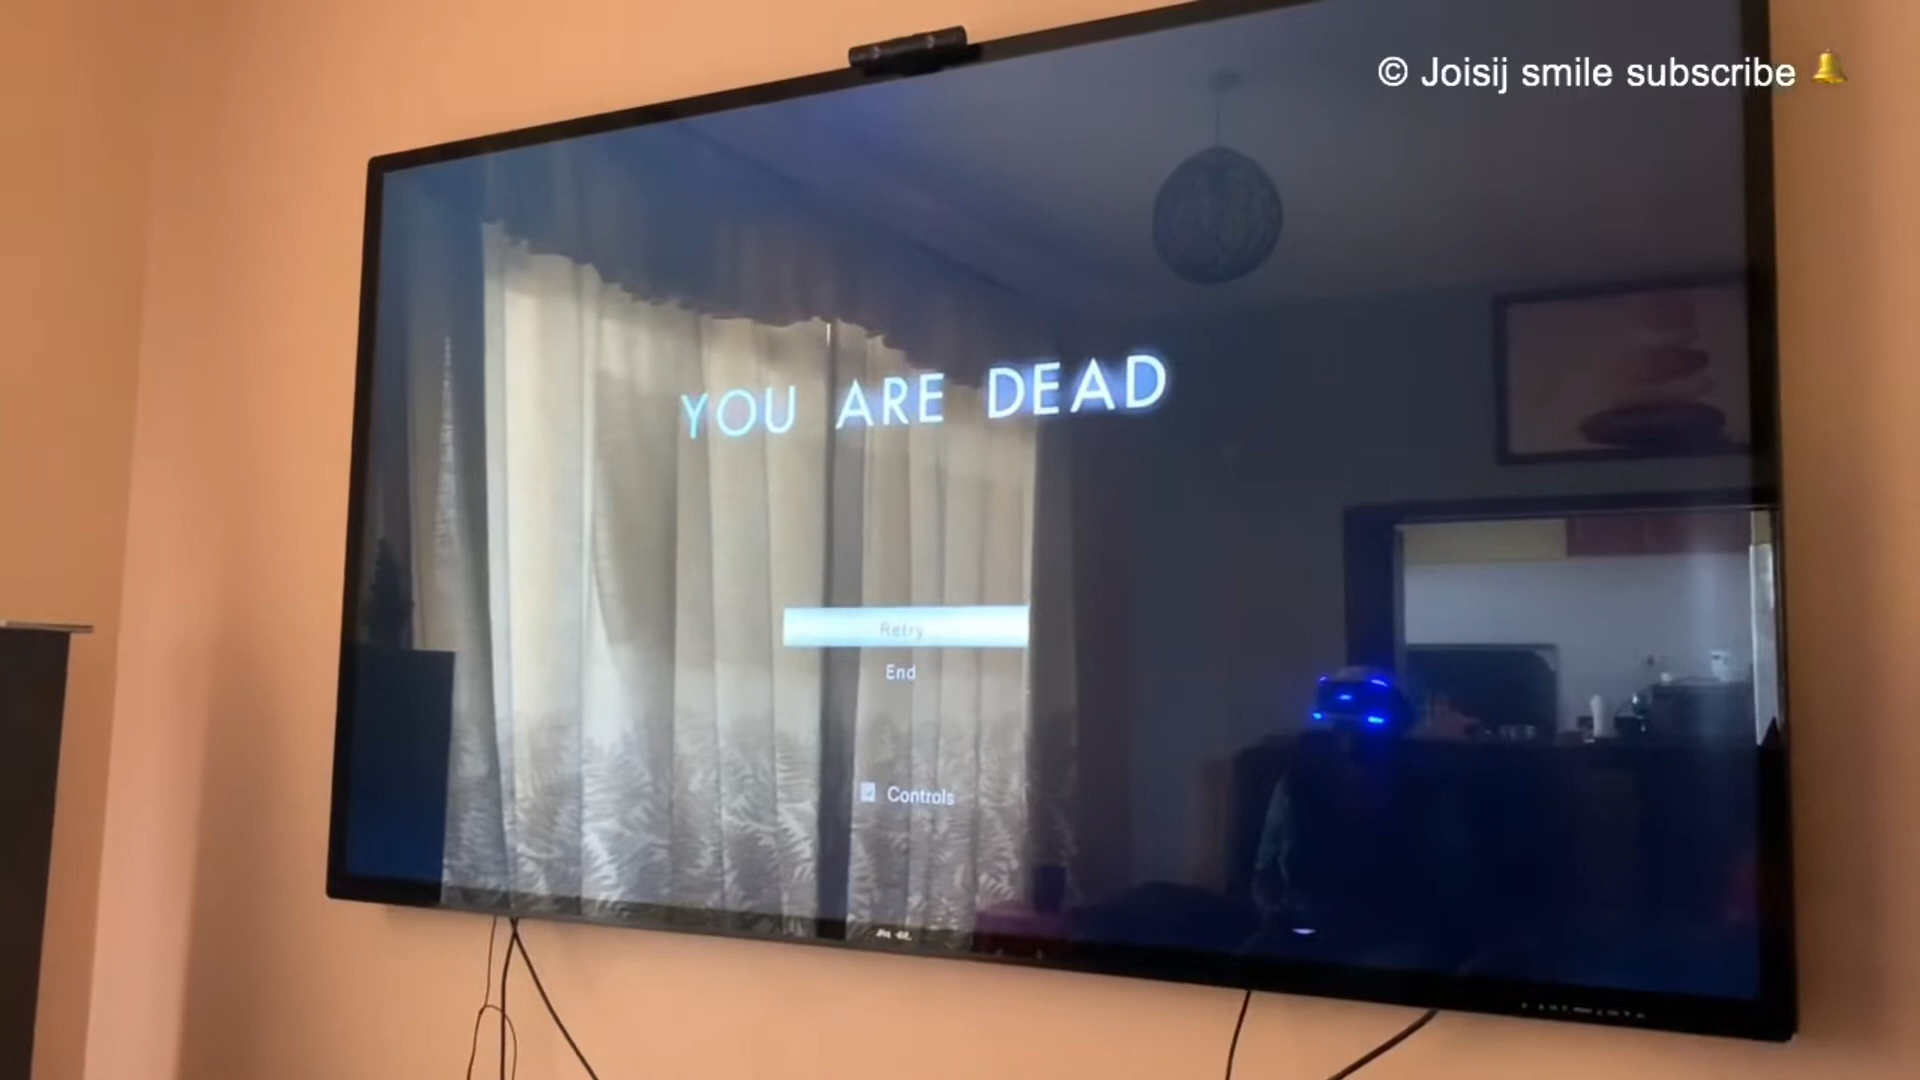 © Joisij smile subscribe 🔔
YOU ARE DEAD
Retry
End
Controls